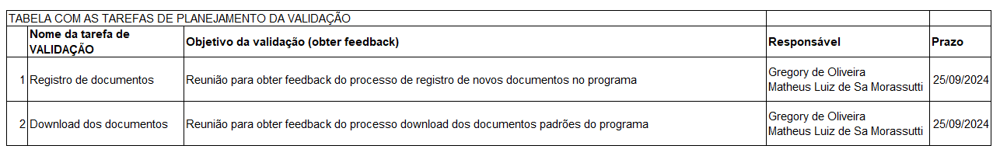 TABELA COM AS TAREFAS DE PLANEJAMENTO DA VALIDAÇÃO
Nome da tarefa de
VALIDAÇÃO
Objetivo da validação (obter feedback)
Responsável
Prazo
1
Registro de documentos
Reunião para obter feedback do processo de registro de novos documentos no programa
Gregory de Oliveira
Matheus Luiz de Sa Morassutti
25/09/2024
2
Download dos documentos
Reunião para obter feedback do processo download dos documentos padrões do programa
Gregory de Oliveira
Matheus Luiz de Sa Morassutti
25/09/2024